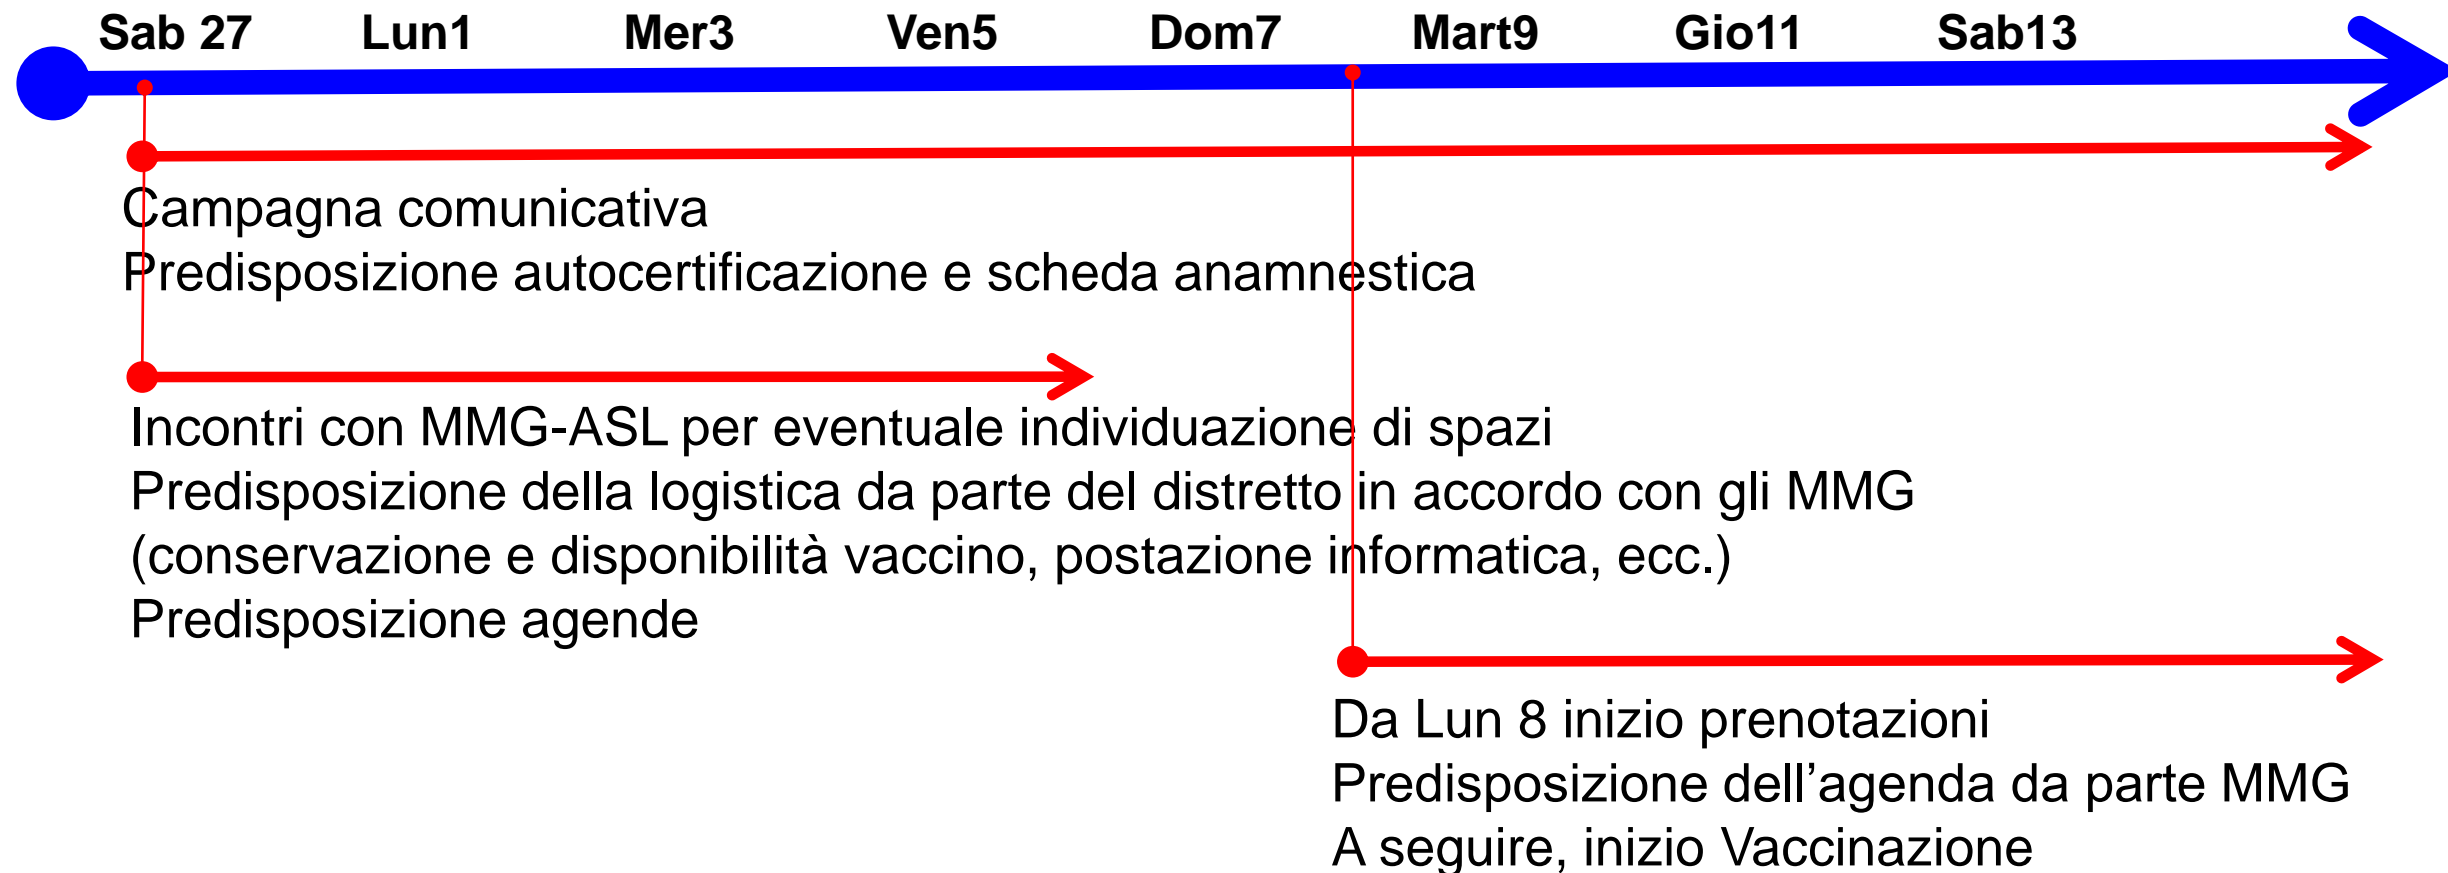 Sab 27 Lun1 Mer3 Ven5 Dom7 Mart9 Gio11 Sab13
Campagna comunicativa
Predisposizione autocertificazione e scheda anamnestica
Incontri con MMG-ASL per eventuale individuazione di spazi
Predisposizione della logistica da parte del distretto in accordo con gli MMG
(conservazione e disponibilità vaccino, postazione informatica, ecc.)
Predisposizione agende
Da Lun 8 inizio prenotazioni
Predisposizione dell’agenda da parte MMG
A seguire, inizio Vaccinazione